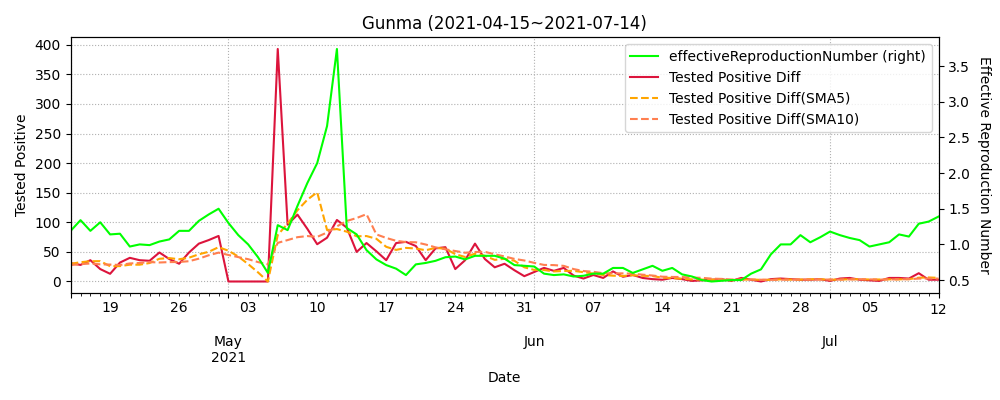 Gunma (2021-04-15~2021-07-14)
effectiveReproductionNumber (right)
Tested Positive Diff
Tested Positive Diff(SMA5)
Tested Positive Diff(SMA10)
Tested Positive
400
350
300
250
200
150
100
50
0
Effective Reproduction Number
3.5
3.0
2.5
2.0
1.5
1.0
0.5
19 26 03 10 17 24 31 07 14 21 28 05 12
May Jun Jul
2021
Date